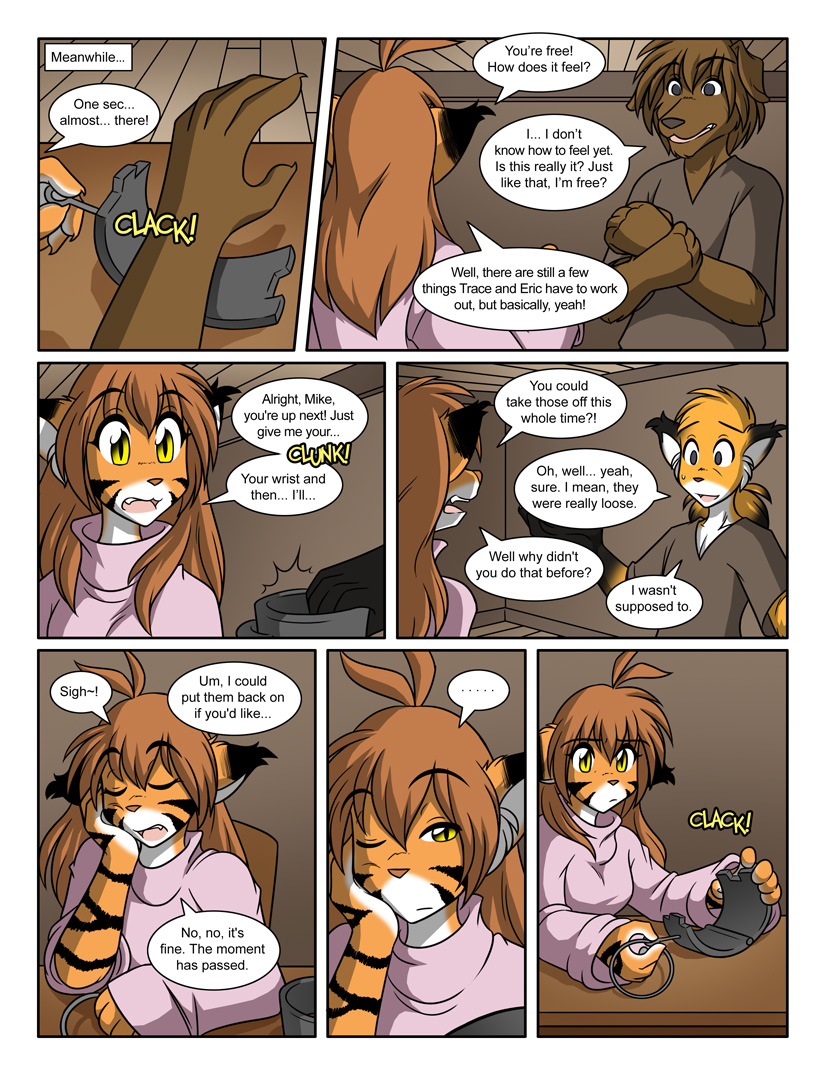 Meanwhile...
One sec...
almost... there!
CLACK!
You're free!
How does it feel?
I... I don't
know how to feel yet.
Is this really it? Just
like that, I'm free?
Well, there are still a few
things Trace and Eric have to work
out, but basically, yeah!
Alright, Mike,
you're up next! Just
give me your...
CLUNK!
Your wrist and
then... I'll...
You could
take those off this
whole time?!
Oh, well... yeah,
sure. I mean, they
were really loose.
Well why didn't
you do that before?
I wasn't
supposed to.
Sigh~!
Um, I could
put them back on
if you'd like...
No, no, it's
fine. The moment
has passed.
. . . . .
CLACK!